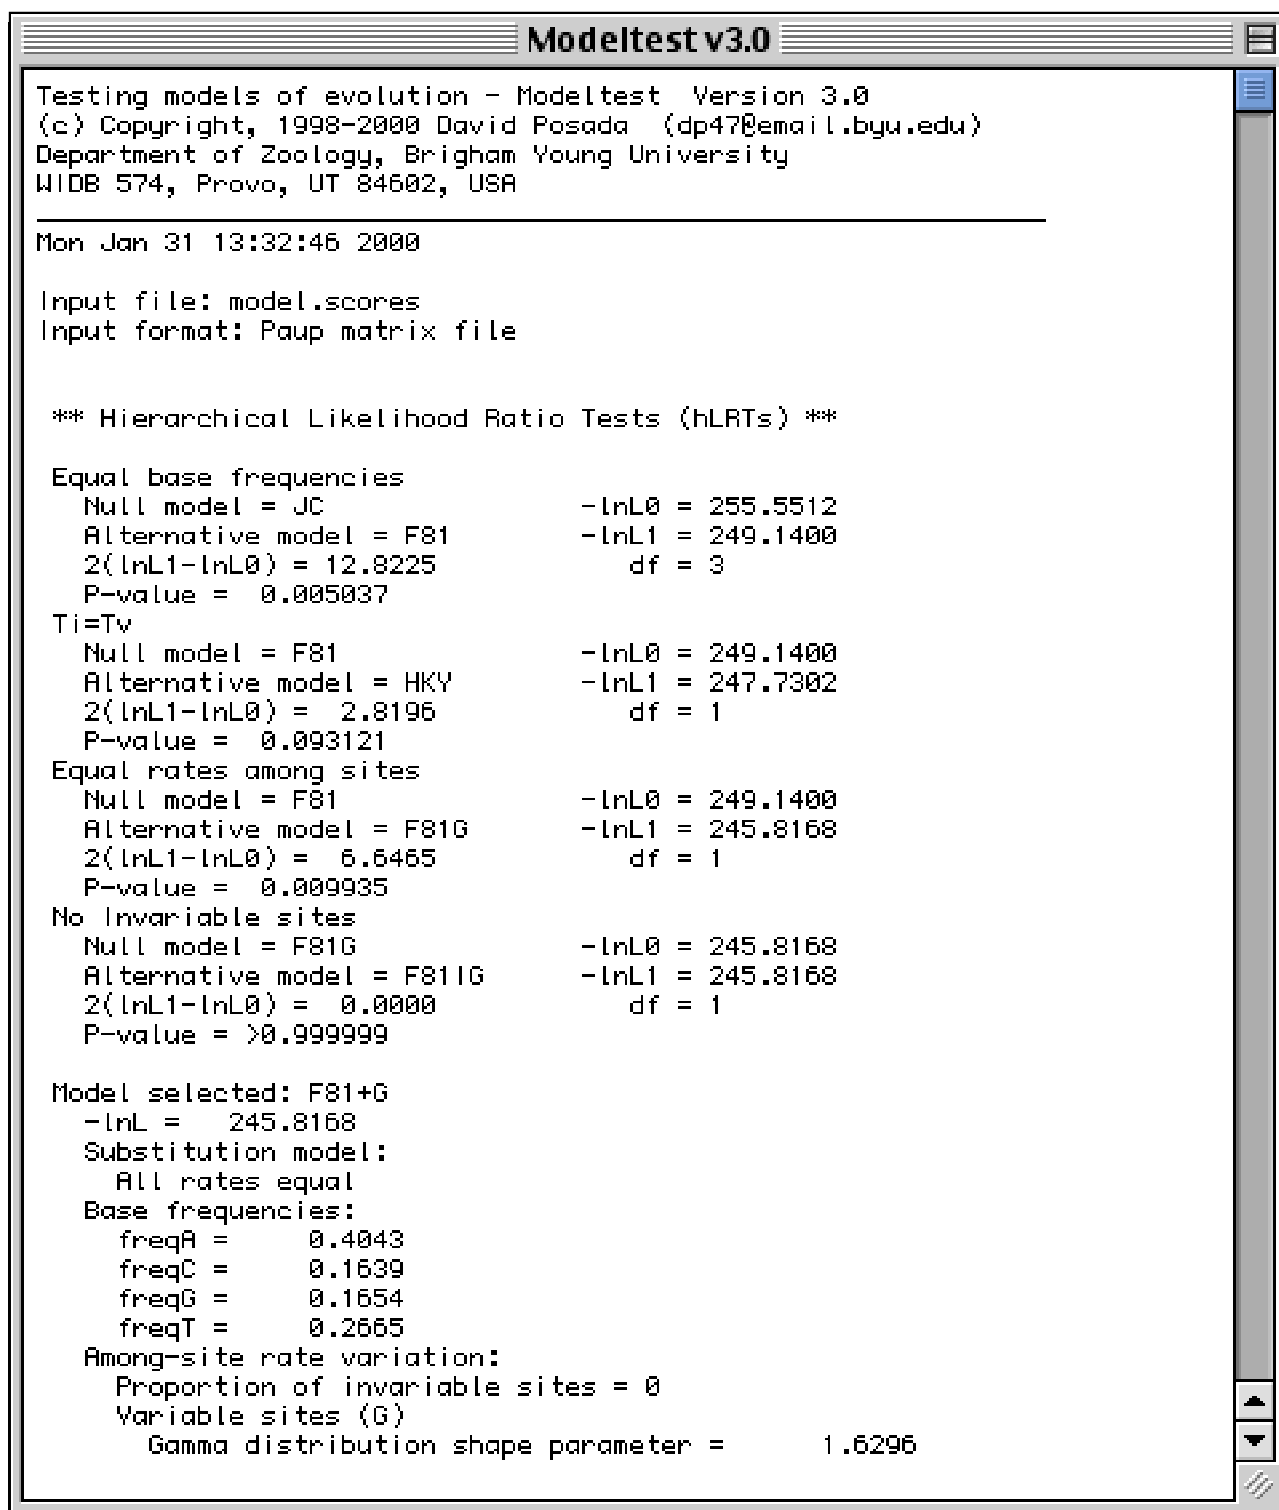 Modeltest v3.0
Testing models of evolution - Modeltest  Version 3.0
(c) Copyright, 1998-2000 David Posada  (dp47@email.byu.edu)
Department of Zoology, Brigham Young University
WIDB 574, Provo, UT 84602, USA
Mon Jan 31 13:32:46 2000
Input file: model.scores
Input format: Paup matrix file
** Hierarchical Likelihood Ratio Tests (hLRTs) **
Equal base frequencies
Null model = JC -lnL0 = 255.5512
Alternative model = F81 -lnL1 = 249.1400
2(lnL1-lnL0) = 12.8225 df = 3
P-value =  0.005037
Ti=Tv
Null model = F81 -lnL0 = 249.1400
Alternative model = HKY -lnL1 = 247.7302
2(lnL1-lnL0) =  2.8196 df = 1
P-value =  0.093121
Equal rates among sites
Null model = F81 -lnL0 = 249.1400
Alternative model = F81G -lnL1 = 245.8168
2(lnL1-lnL0) =  6.6465 df = 1
P-value =  0.009935
No Invariable sites
Null model = F81G -lnL0 = 245.8168
Alternative model = F81IG -lnL1 = 245.8168
2(lnL1-lnL0) =  0.0000 df = 1
P-value = >0.999999
Model selected: F81+G
-lnL =   245.8168
Substitution model:
All rates equal
Base frequencies:
freqA = 0.4043
freqC = 0.1639
freqG = 0.1654
freqT = 0.2665
Among-site rate variation:
Proportion of invariable sites = 0
Variable sites (G)
Gamma distribution shape parameter = 1.6296